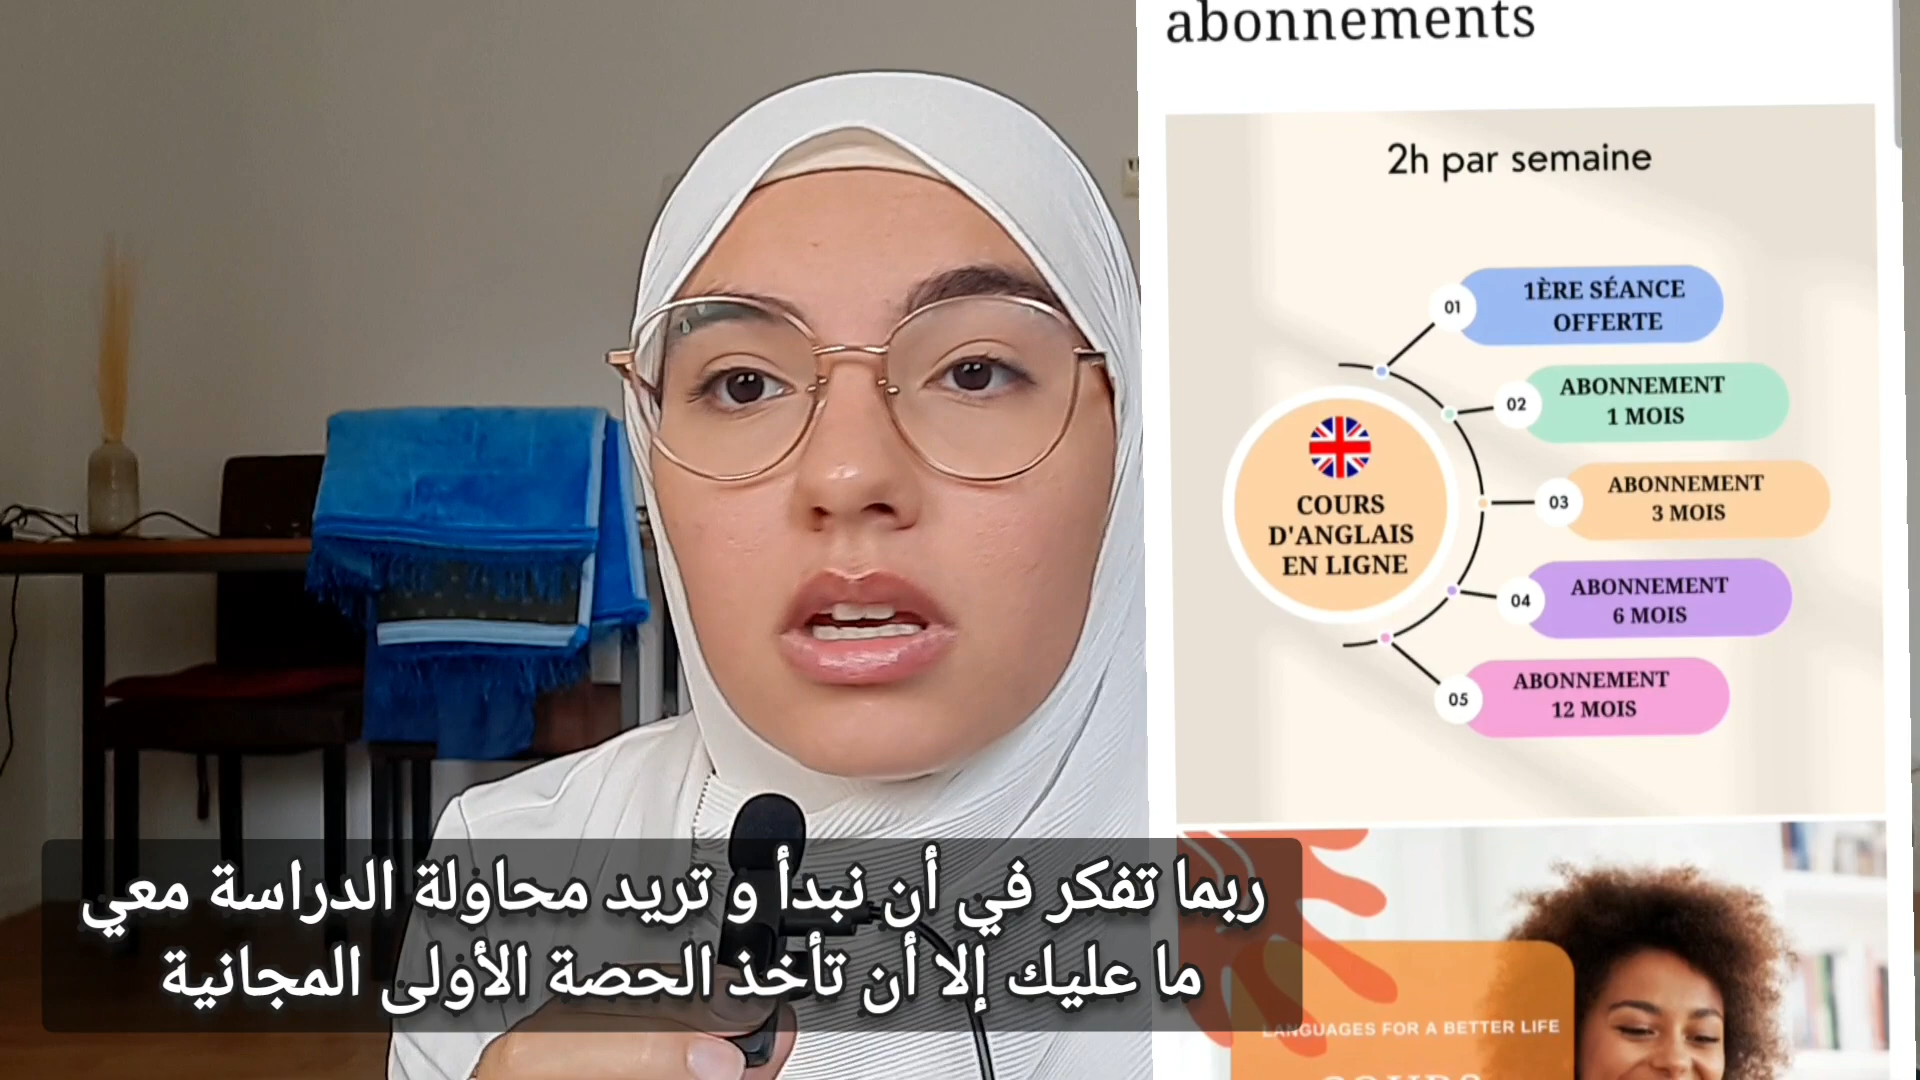 abonnements
2h par semaine
01
1ÈRE SÉANCE
OFFERTE
02
ABONNEMENT
1 MOIS
03
ABONNEMENT
3 MOIS
04
ABONNEMENT
6 MOIS
05
ABONNEMENT
12 MOIS
COURS
D'ANGLAIS
EN LIGNE
ربما تفكر في أن نبدأ و تريد محاولة الدراسة معي
ما عليك إلا أن تأخذ الحصة الأولى المجانية
LANGUAGES FOR A BETTER LIFE